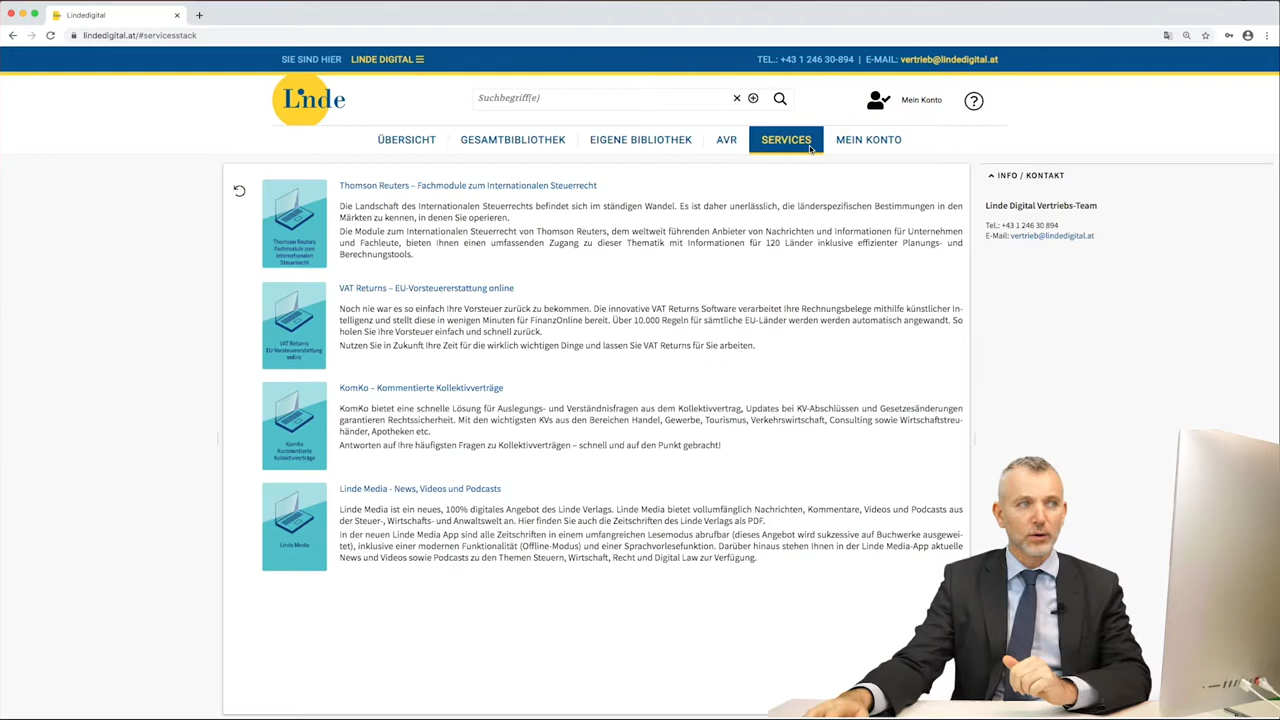 Lindedigital
lindedigital.at/#servicesstack
SIE SIND HIER LINDE DIGITAL
TEL.: +43 1 246 30-894 | E-MAIL: vertrieb@lindedigital.at
Linde
Suchbegriff(e)
Mein Konto
ÜBERSICHT
GESAMTBIBLIOTHEK
EIGENE BIBLIOTHEK
AVR
SERVICES
MEIN KONTO
Thomson Reuters
Fachmodule zum
Internationalen
Steuerrecht
Thomson Reuters – Fachmodule zum Internationalen Steuerrecht
Die Landschaft des Internationalen Steuerrechts befindet sich im ständigen Wandel. Es ist daher unerlässlich, die länderspezifischen Bestimmungen in den
Märkten zu kennen, in denen Sie operieren.
Die Module zum Internationalen Steuerrecht von Thomson Reuters, dem weltweit führenden Anbieter von Nachrichten und Informationen für Unternehmen
und Fachleute, bieten Ihnen einen umfassenden Zugang zu dieser Thematik mit Informationen für 120 Länder inklusive effizienter Planungs- und
Berechnungstools.
VAT Returns
EU-Vorsteuererstattung
online
VAT Returns – EU-Vorsteuererstattung online
Noch nie war es so einfach Ihre Vorsteuer zurück zu bekommen. Die innovative VAT Returns Software verarbeitet Ihre Rechnungsbelege mithilfe künstlicher In-
telligenz und stellt diese in wenigen Minuten für FinanzOnline bereit. Über 10.000 Regeln für sämtliche EU-Länder werden werden automatisch angewandt. So
holen Sie Ihre Vorsteuer einfach und schnell zurück.
Nutzen Sie in Zukunft Ihre Zeit für die wirklich wichtigen Dinge und lassen Sie VAT Returns für Sie arbeiten.
KomKo
Kommentierte
Kollektivverträge
KomKo – Kommentierte Kollektivverträge
KomKo bietet eine schnelle Lösung für Auslegungs- und Verständnisfragen aus dem Kollektivvertrag, Updates bei KV-Abschlüssen und Gesetzesänderungen
garantieren Rechtssicherheit. Mit den wichtigsten KVs aus den Bereichen Handel, Gewerbe, Tourismus, Verkehrswirtschaft, Consulting sowie Wirtschaftstreu-
händer, Apotheken etc.
Antworten auf Ihre häufigsten Fragen zu Kollektivverträgen – schnell und auf den Punkt gebracht!
Linde Media
Linde Media - News, Videos und Podcasts
Linde Media ist ein neues, 100% digitales Angebot des Linde Verlags. Linde Media bietet vollumfänglich Nachrichten, Kommentare, Videos und Podcasts aus
der Steuer-, Wirtschafts- und Anwaltswelt an. Hier finden Sie auch die Zeitschriften des Linde Verlags als PDF.
In der neuen Linde Media App sind alle Zeitschriften in einem umfangreichen Lesemodus abrufbar (dieses Angebot wird sukzessive auf Buchwerke ausgewei-
tet), inklusive einer modernen Funktionalität (Offline-Modus) und einer Sprachvorlesefunktion. Darüber hinaus stehen Ihnen in der Linde Media-App aktuelle
News und Videos sowie Podcasts zu den Themen Steuern, Wirtschaft, Recht und Digital Law zur Verfügung.
INFO / KONTAKT
Linde Digital Vertriebs-Team
Tel.: +43 1 246 30 894
E-Mail: vertrieb@lindedigital.at